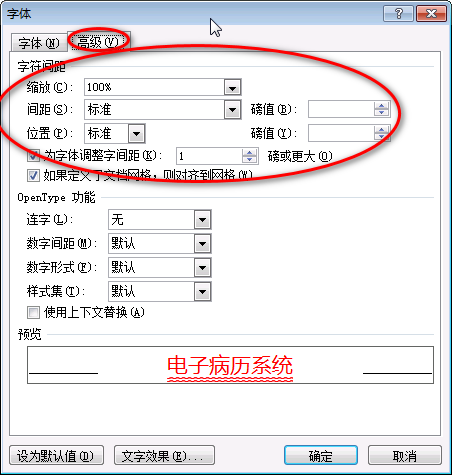 字体
字体(N) 高级(V)
字符间距
缩放(C): 100%
间距(S): 标准 磅值(B):
位置(P): 标准 磅值(Y):
为字体调整字间距(K): 1 磅或更大(O)
如果定义了文档网格，则对齐到网格(W)
OpenType 功能
连字(L): 无
数字间距(M): 默认
数字形式(F): 默认
样式集(T): 默认
使用上下文替换(A)
预览
电子病历系统
设为默认值(D) 文字效果(E)... 确定 取消